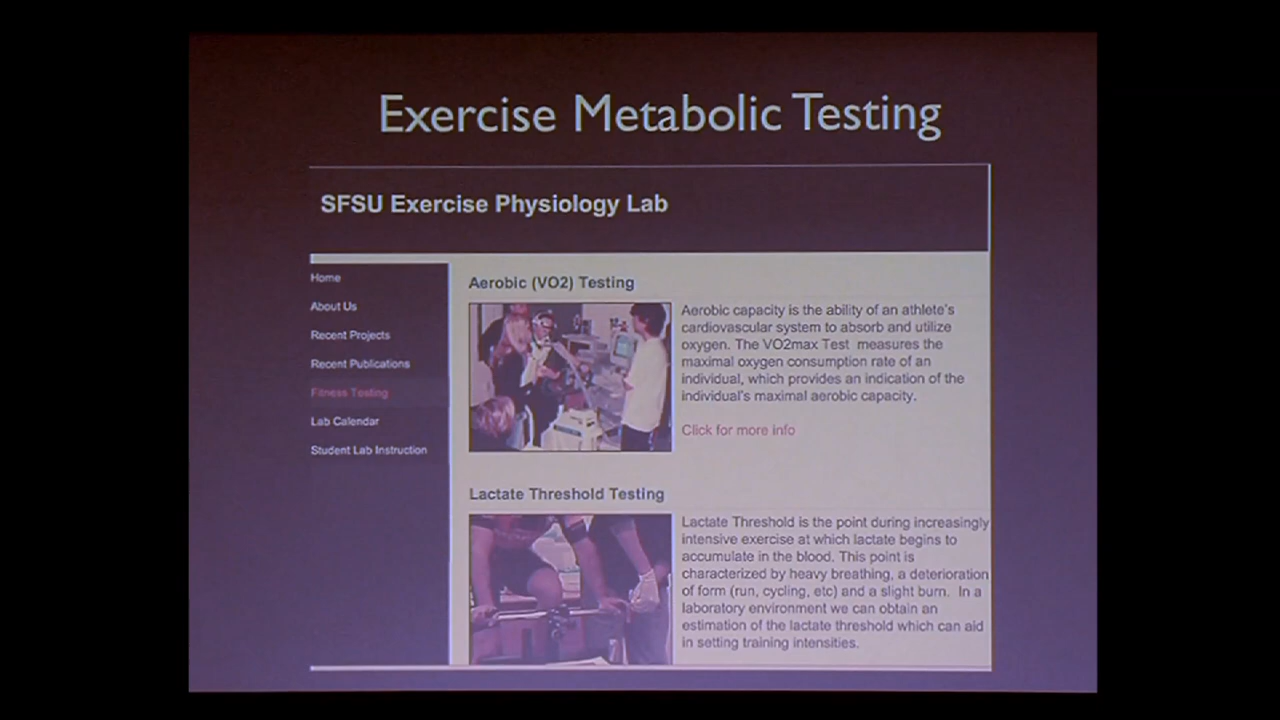 Exercise Metabolic Testing
SFSU Exercise Physiology Lab
Home
About Us
Recent Projects
Recent Publications
Fitness Testing
Lab Calendar
Student Lab Instruction
Aerobic (VO2) Testing
Aerobic capacity is the ability of an athlete's
cardiovascular system to absorb and utilize
oxygen. The VO2max Test measures the
maximal oxygen consumption rate of an
individual, which provides an indication of the
individual's maximal aerobic capacity.
Click for more info
Lactate Threshold Testing
Lactate Threshold is the point during increasingly
intensive exercise at which lactate begins to
accumulate in the blood. This point is
characterized by heavy breathing, a deterioration
of form (run, cycling, etc) and a slight burn. In a
laboratory environment we can obtain an
estimation of the lactate threshold which can aid
in setting training intensities.